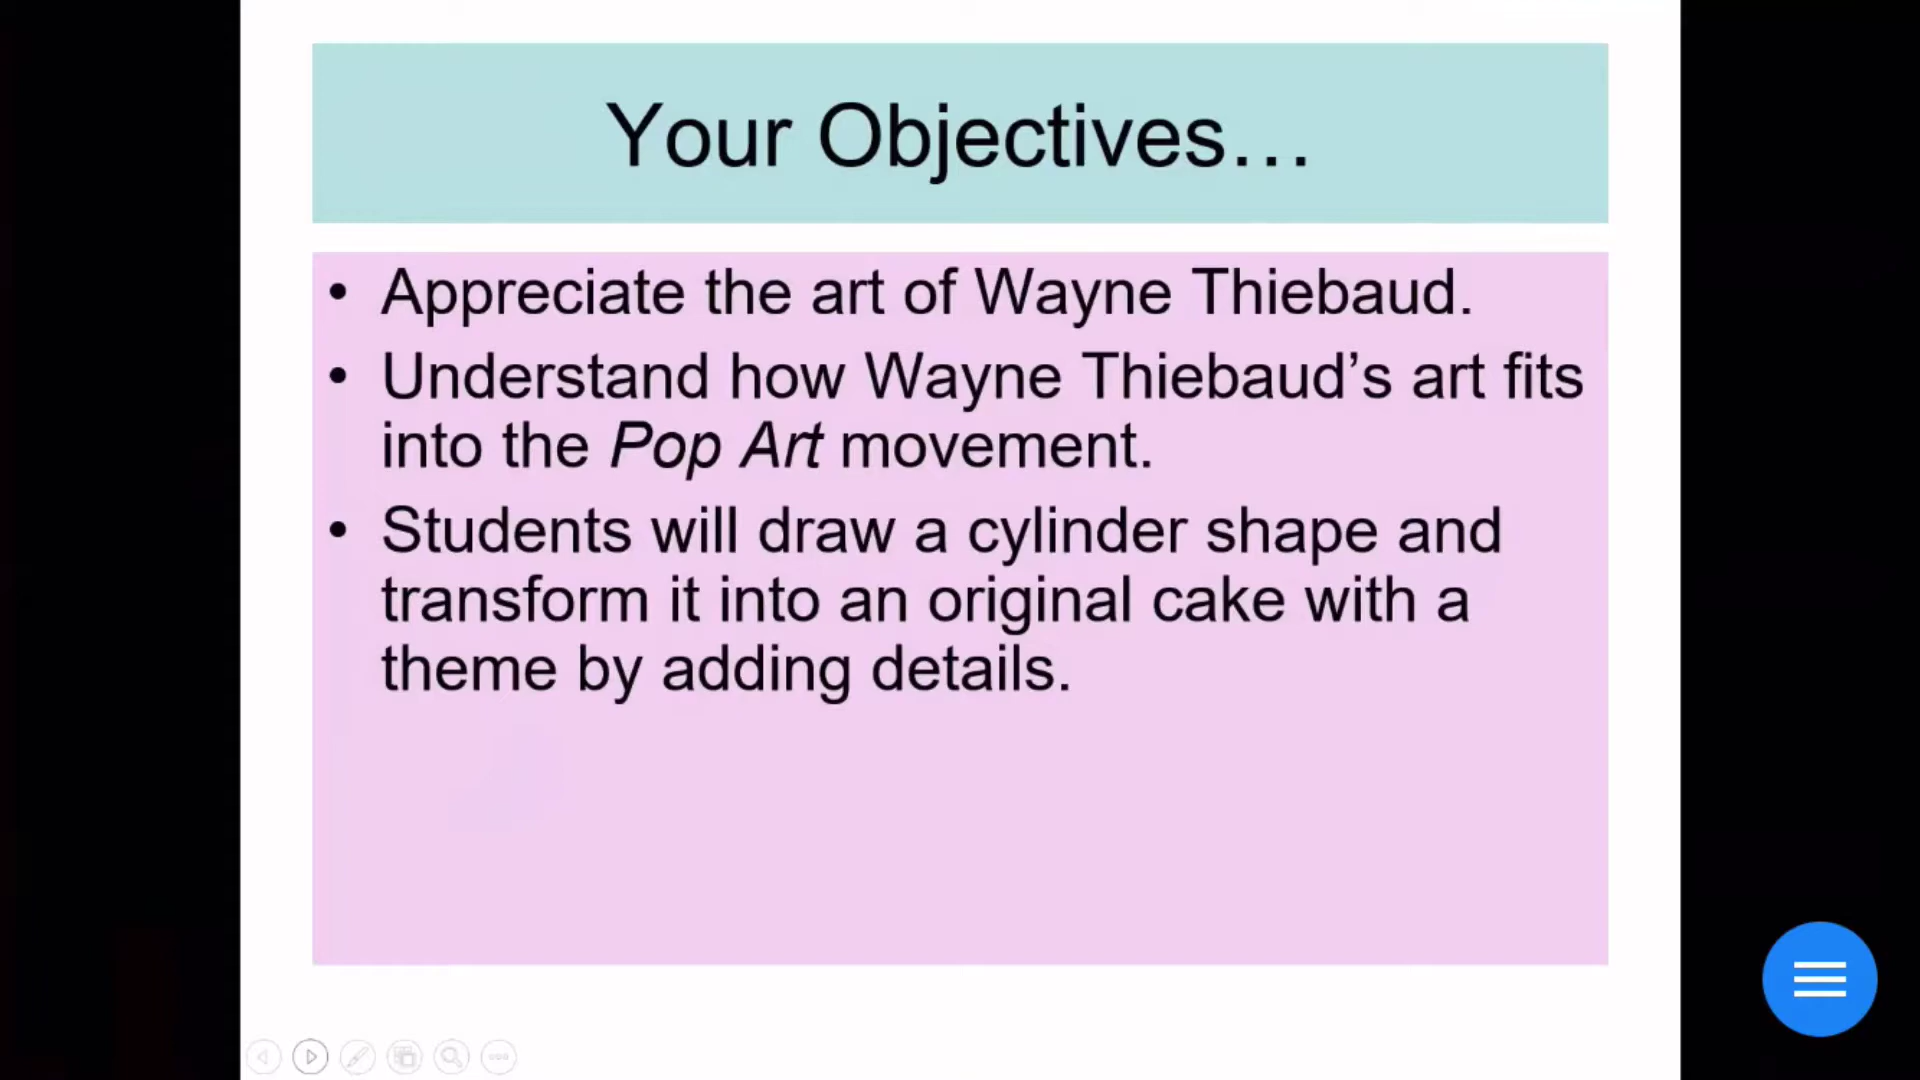 Your Objectives…
• Appreciate the art of Wayne Thiebaud.
• Understand how Wayne Thiebaud’s art fits
into the Pop Art movement.
• Students will draw a cylinder shape and
transform it into an original cake with a
theme by adding details.